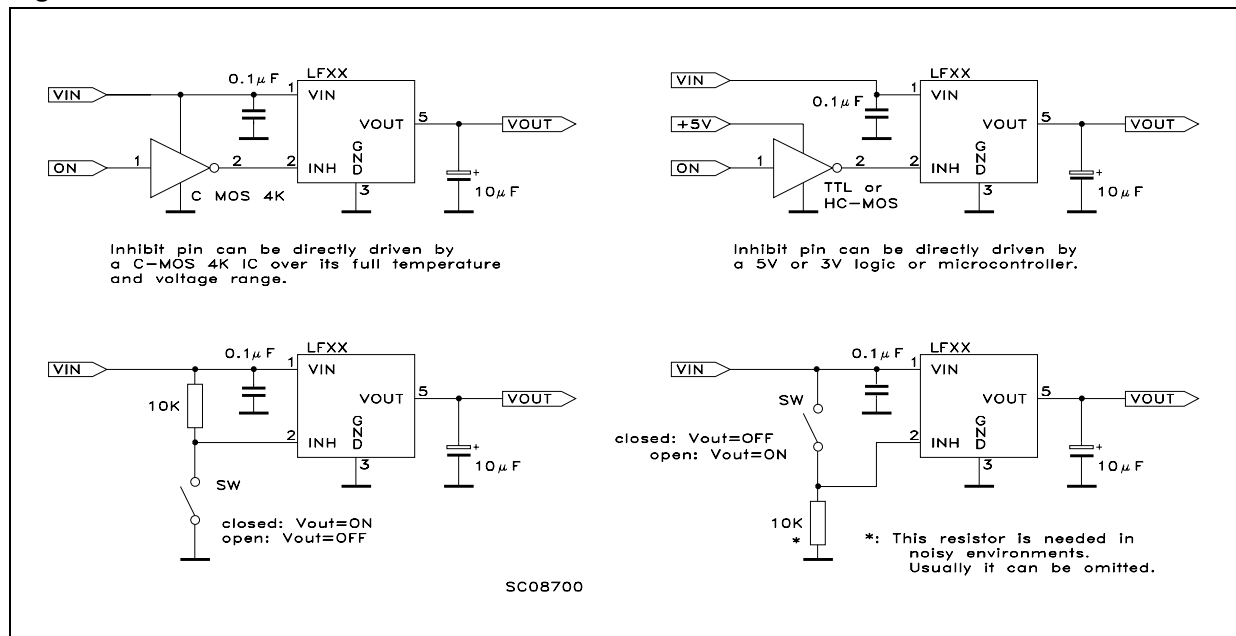 LFXX
0.1μF
VIN
1
VIN
VOUT
5
VOUT
GND
ON
1
2
2
INH
3
C MOS 4K
+
10μF
Inhibit pin can be directly driven by
a C-MOS 4K IC over its full temperature
and voltage range.
LFXX
VIN
1
VIN
0.1μF
+5V
VOUT
5
VOUT
GND
ON
1
2
2
INH
3
TTL or
HC-MOS
+
10μF
Inhibit pin can be directly driven by
a 5V or 3V logic or microcontroller.
LFXX
0.1μF
VIN
1
VIN
10K
VOUT
5
VOUT
GND
2
INH
3
+
10μF
SW
closed: Vout=ON
open: Vout=OFF
LFXX
0.1μF
VIN
1
VIN
SW
VOUT
5
VOUT
GND
closed: Vout=OFF
open: Vout=ON
2
INH
3
+
10μF
10K
*
*: This resistor is needed in
noisy environments.
Usually it can be omitted.
SC08700